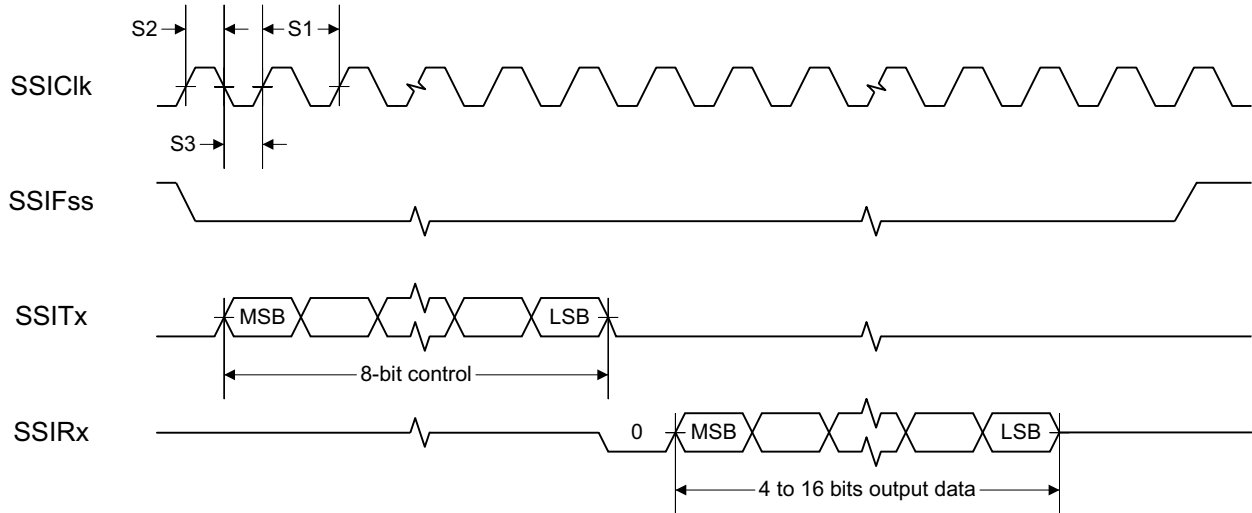 S2
S1
SSIClk
S3
SSIFss
SSITx
MSB
LSB
8-bit control
SSIRx
0
MSB
LSB
4 to 16 bits output data